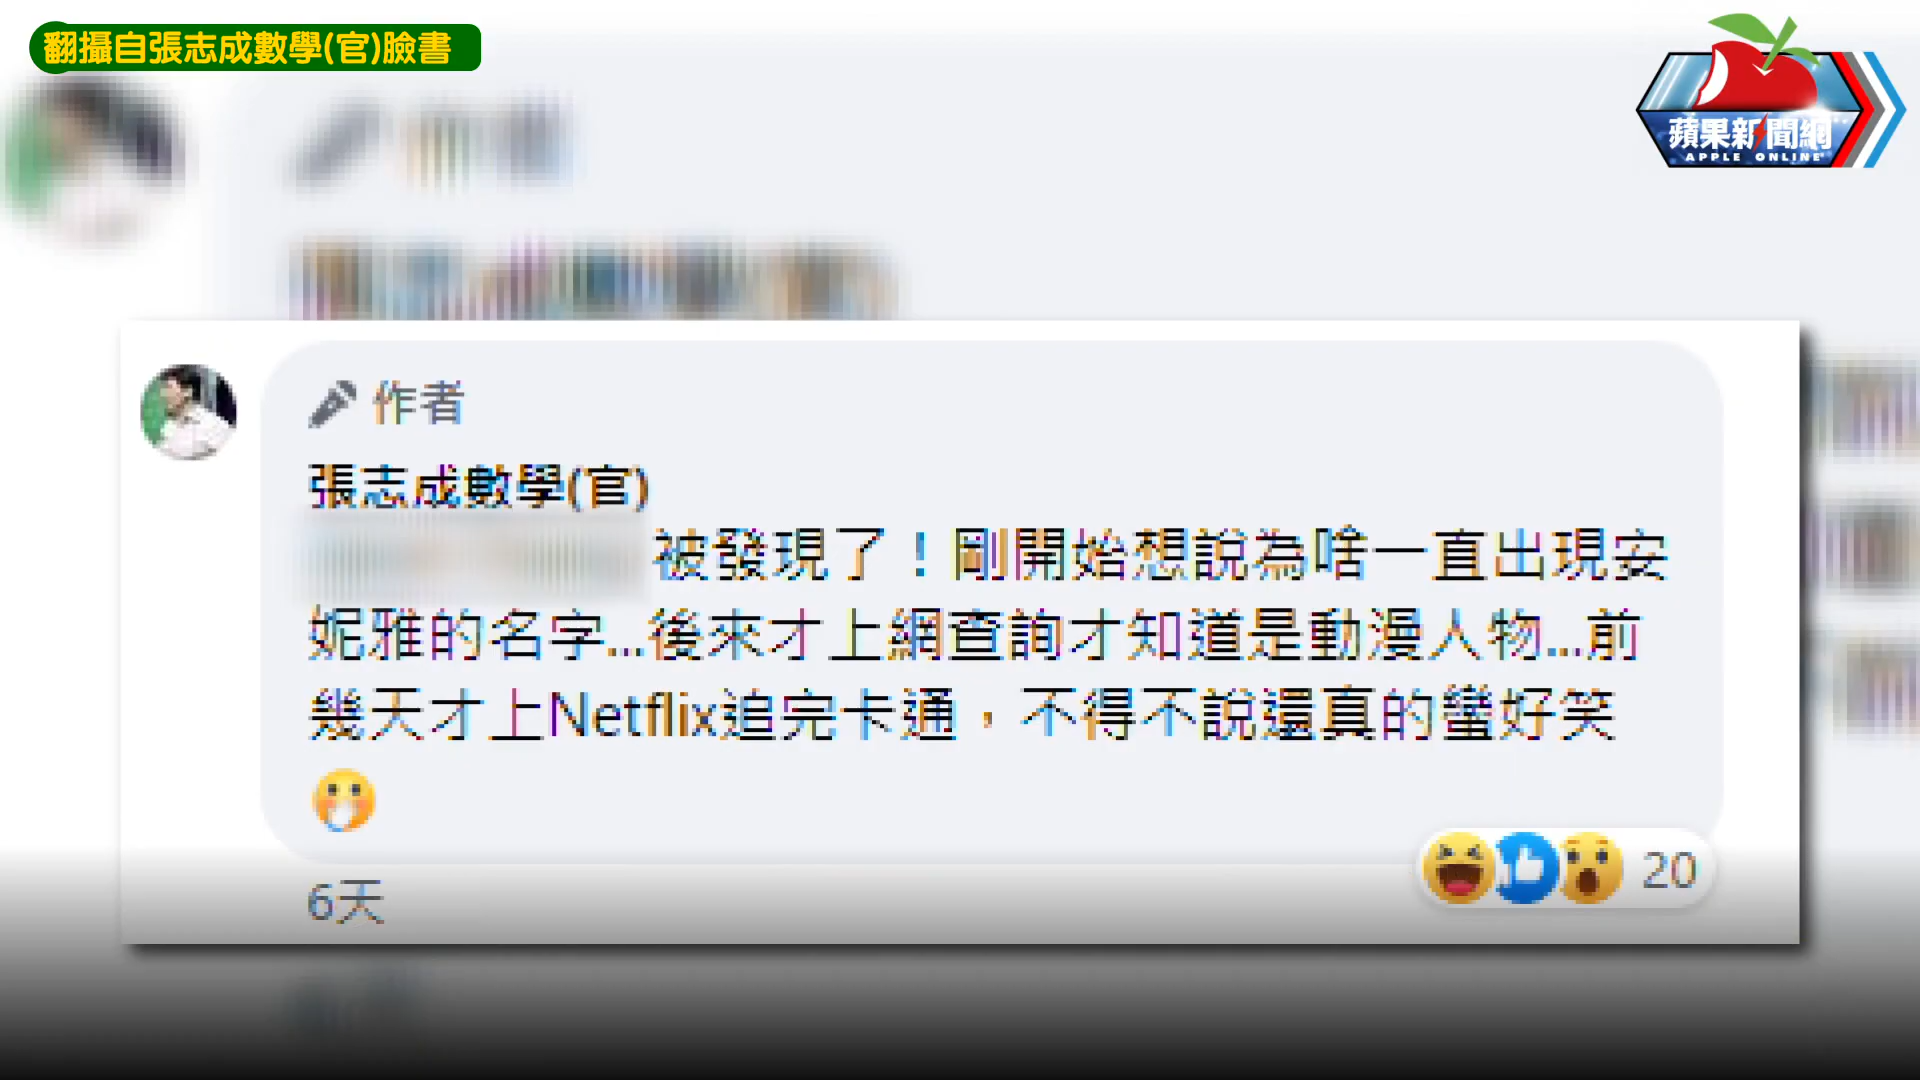 翻攝自張志成數學(官)臉書
蘋果新聞網
APPLE ONLINE
作者
張志成數學(官)
被發現了！剛開始想說為啥一直出現安
妮雅的名字...後來才上網查詢才知道是動漫人物...前
幾天才上Netflix追完卡通，不得不說還真的蠻好笑
🤭
6天
20